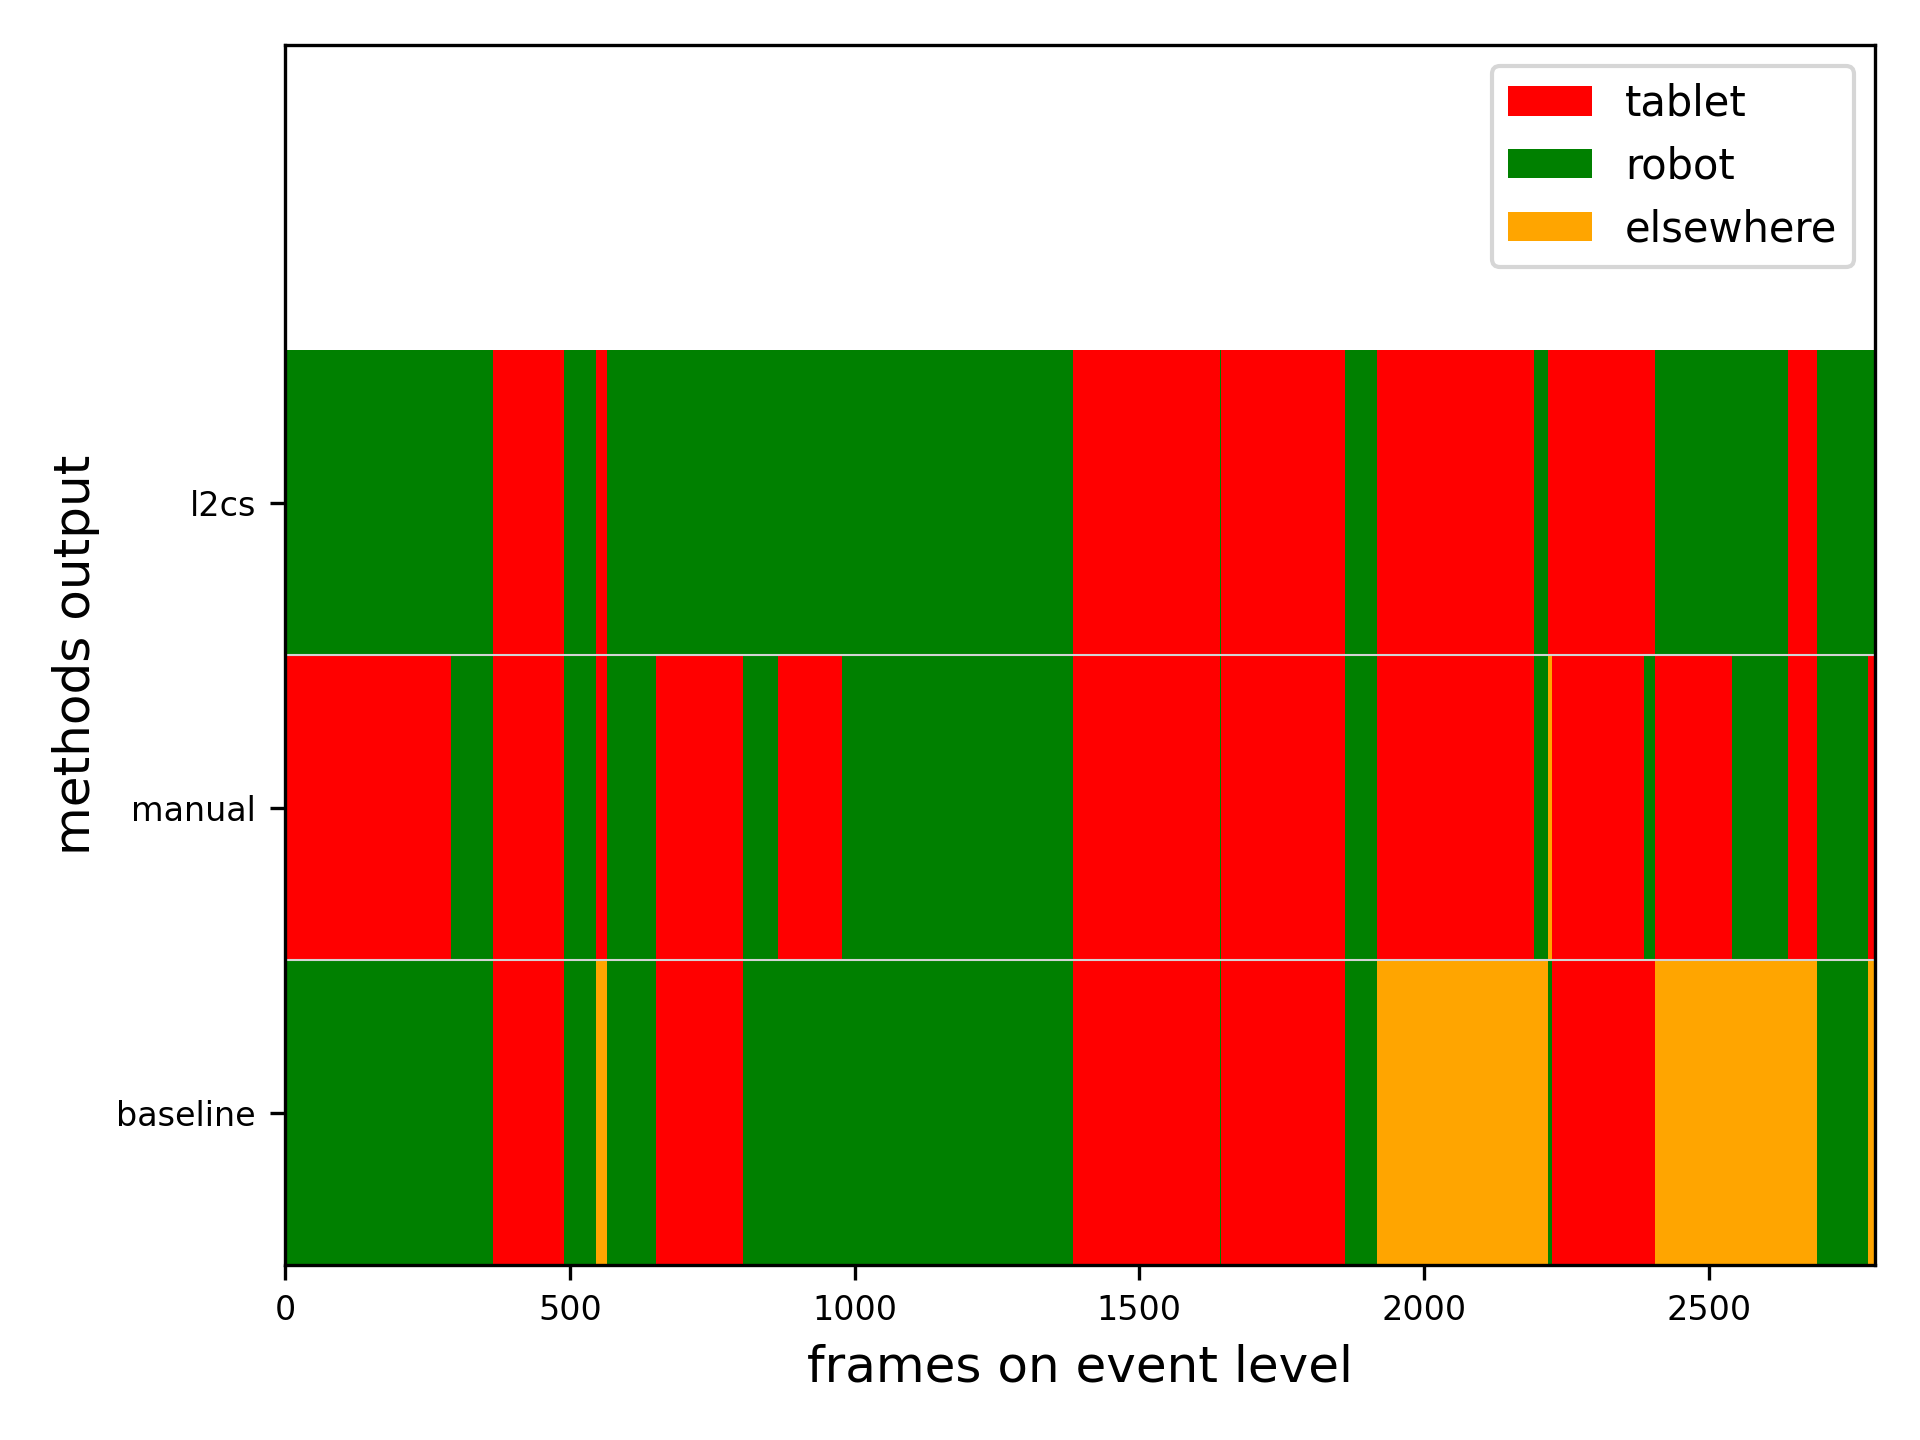 tablet
robot
elsewhere
methods output
l2cs
manual
baseline
0 500 1000 1500 2000 2500
frames on event level